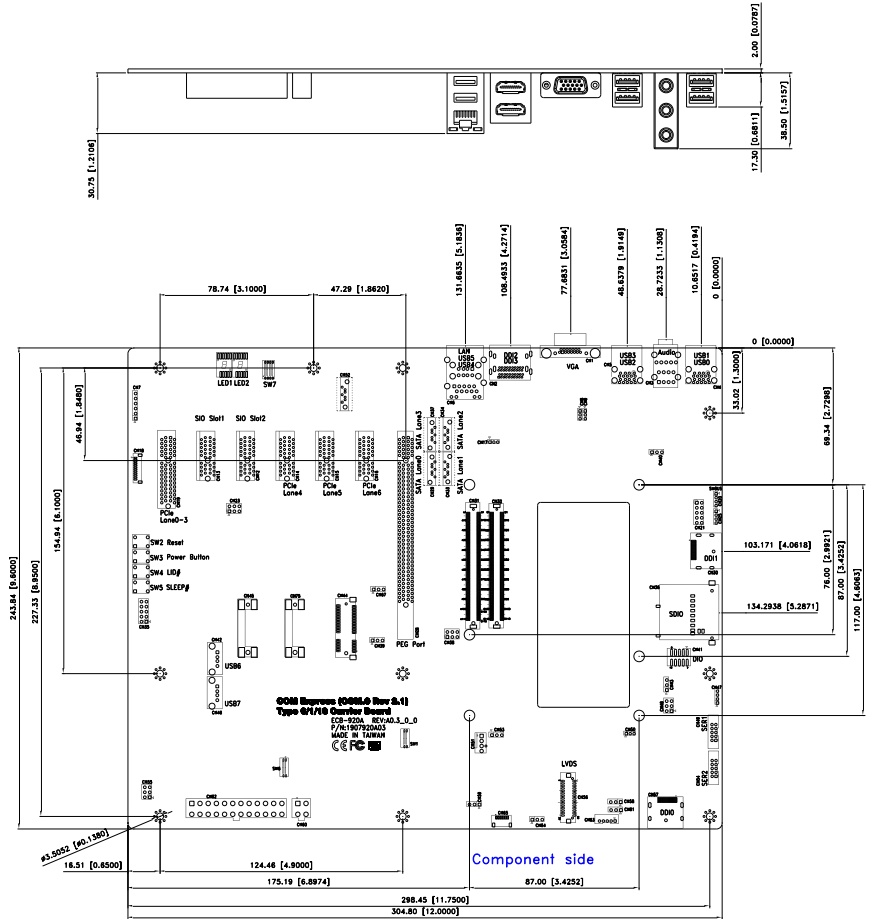 2.00 [0.0787]
30.75 [1.2106]
17.30 [0.6811]
38.50 [1.5157]
131.6635 [5.1836]
108.4933 [4.2714]
77.6831 [3.0584]
48.6379 [1.9149]
28.7233 [1.1308]
10.6517 [0.4194]
0 [0.0000]
78.74 [3.1000]
47.29 [1.8620]
0 [0.0000]
LAN
USB5
USB4
DDI2
DDI3
VGA
USB3
USB2
Audio
USB1
USB0
LED1 LED2
SW7
33.02 [1.3000]
69.34 [2.7298]
46.94 [1.8480]
SIO Slot1
SIO Slot2
SATA Lane3
SATA Lane2
SATA Lane0
SATA Lane1
PCIe
Lane0-3
PCIe
Lane4
PCIe
Lane5
PCIe
Lane6
154.94 [6.1000]
227.33 [8.9500]
243.84 [9.6000]
SW2 Reset
SW3 Power Button
SW4 LID#
SW5 SLEEP#
DDI1
103.171 [4.0618]
76.00 [2.9921]
87.00 [3.4252]
117.00 [4.6063]
SDIO
134.2938 [5.2871]
DIO
PEG Port
USB6
USB7
COM Express (COM.0 Rev 2.1)
Type 6/1/10 Carrier Board
ECB-920A REV:A0.3_0_0
P/N:1907920A03
MADE IN TAIWAN
CE FC
SER1
SER2
LVDS
DDI0
ø3.5052 [ø0.1380]
16.51 [0.6500]
124.46 [4.9000]
Component side
175.19 [6.8974]
87.00 [3.4252]
298.45 [11.7500]
304.80 [12.0000]